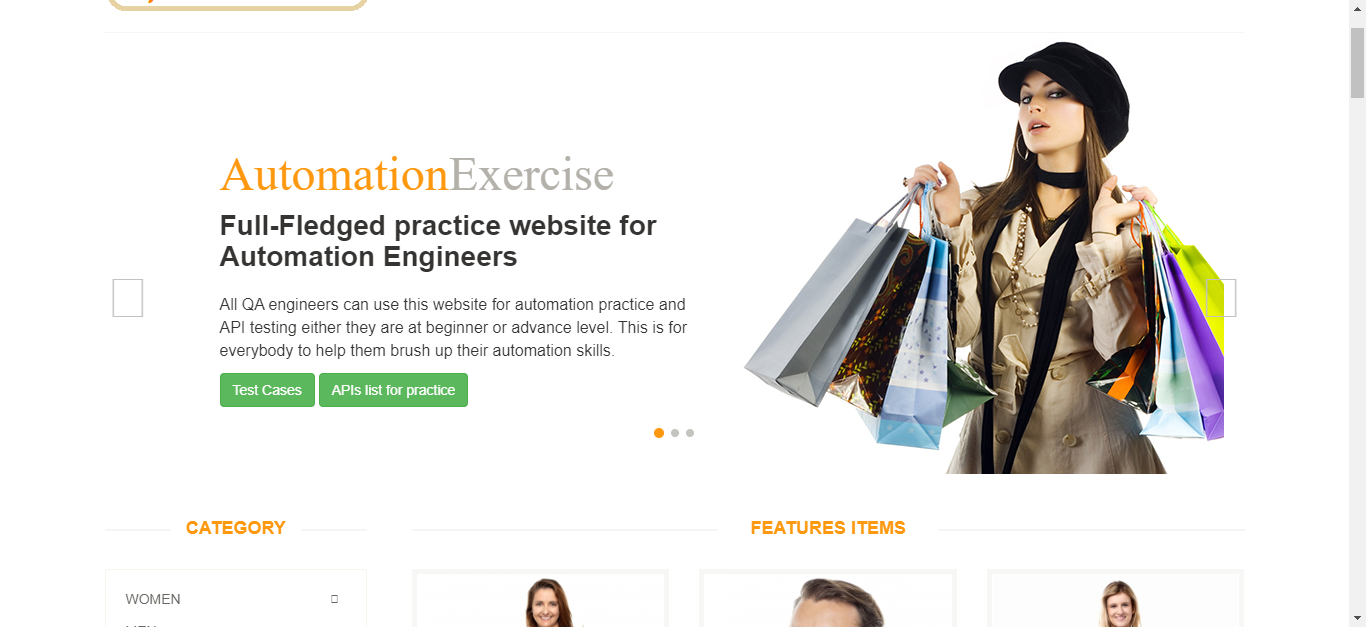 AutomationExercise
Full-Fledged practice website for
Automation Engineers
All QA engineers can use this website for automation practice and
API testing either they are at beginner or advance level. This is for
everybody to help them brush up their automation skills.
Test Cases
APIs list for practice
CATEGORY
FEATURES ITEMS
WOMEN